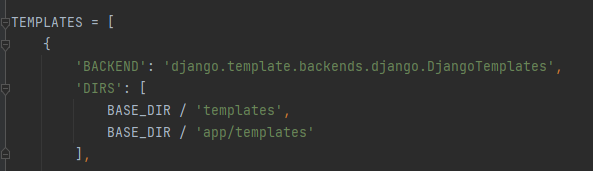 TEMPLATES = [
    {
        'BACKEND': 'django.template.backends.django.DjangoTemplates',
        'DIRS': [
            BASE_DIR / 'templates',
            BASE_DIR / 'app/templates'
        ],